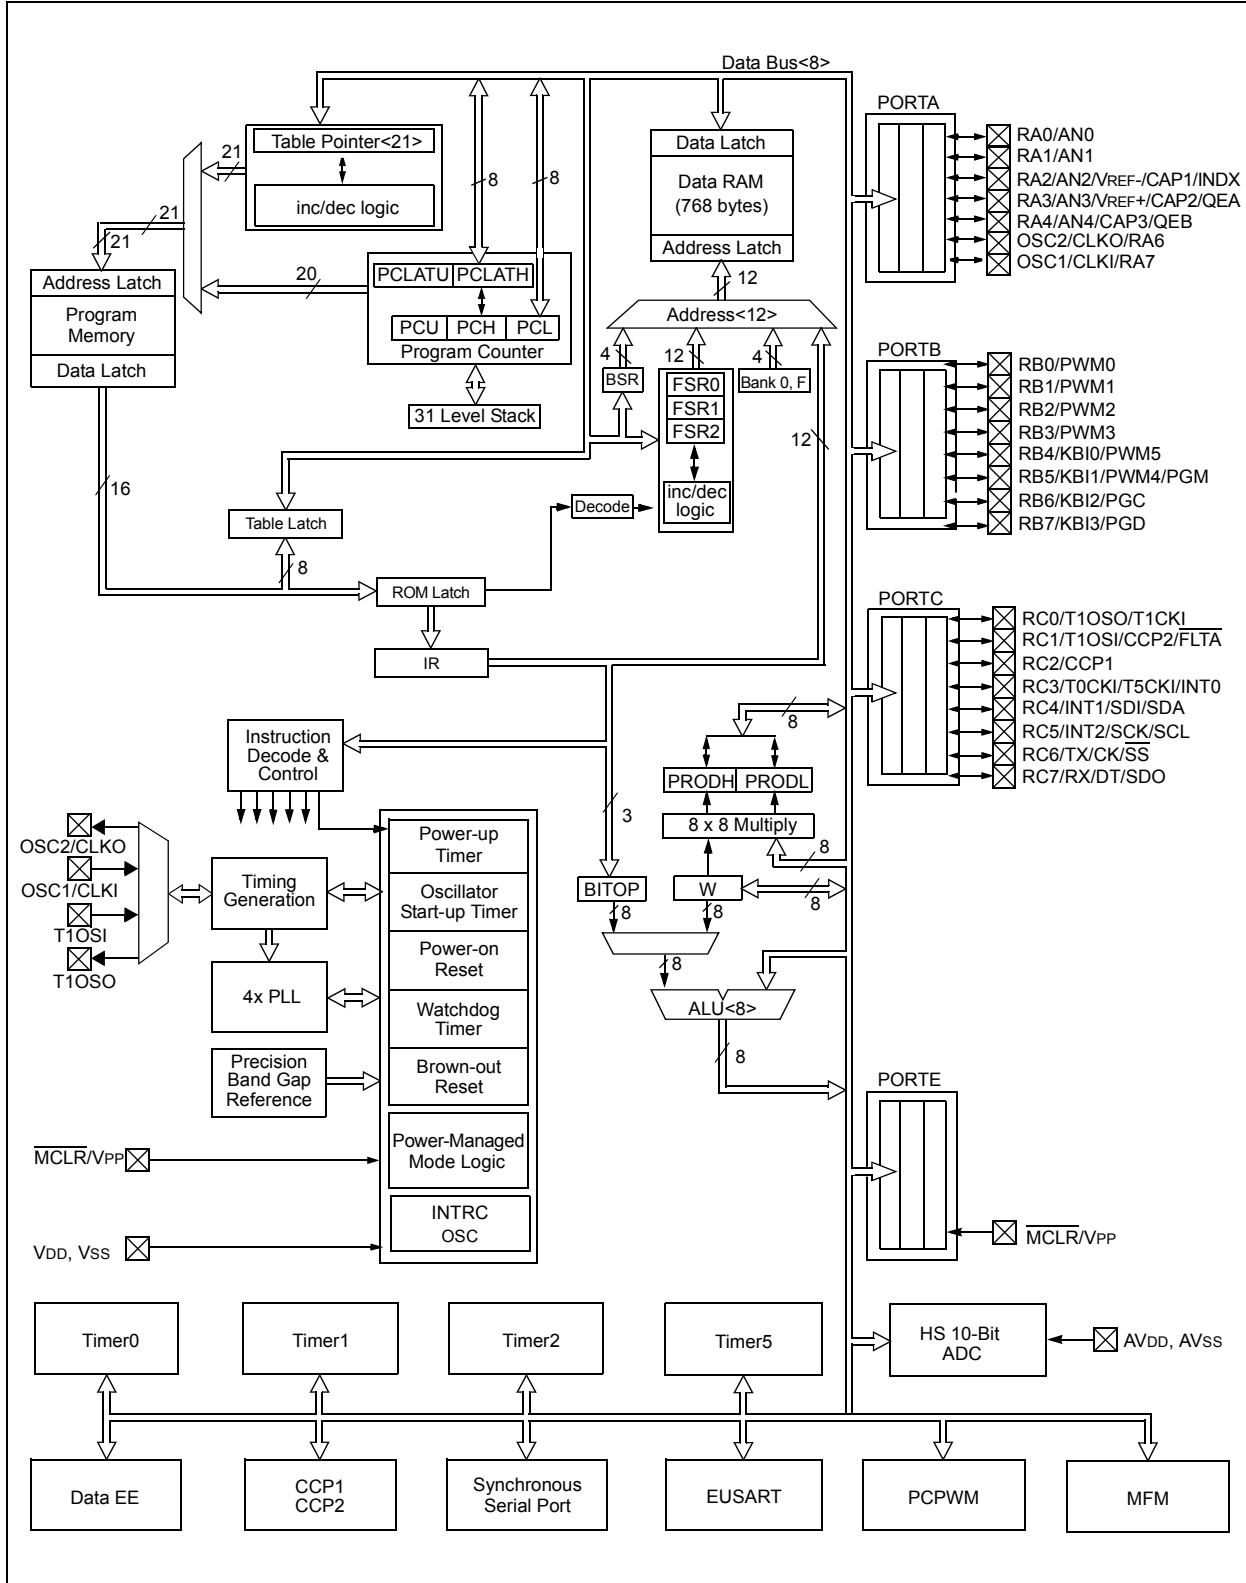 Data Bus<8>
PORTA
Table Pointer<21>
21
inc/dec logic
21
21
8
8
Data Latch
Data RAM
(768 bytes)
Address Latch
RA0/AN0
RA1/AN1
RA2/AN2/VREF-/CAP1/INDX
RA3/AN3/VREF+/CAP2/QEA
RA4/AN4/CAP3/QEB
OSC2/CLKO/RA6
OSC1/CLKI/RA7
Address Latch
Program
Memory
Data Latch
20
PCLATU PCLATH
PCU PCH PCL
Program Counter
31 Level Stack
12
Address<12>
4
12
4
BSR
FSR0
FSR1
FSR2
Bank 0, F
inc/dec
logic
12
PORTB
RB0/PWM0
RB1/PWM1
RB2/PWM2
RB3/PWM3
RB4/KBI0/PWM5
RB5/KBI1/PWM4/PGM
RB6/KBI2/PGC
RB7/KBI3/PGD
16
Table Latch
Decode
8
ROM Latch
IR
PORTC
RC0/T1OSO/T1CKI
RC1/T1OSI/CCP2/FLTA
RC2/CCP1
RC3/T0CKI/T5CKI/INT0
RC4/INT1/SDI/SDA
RC5/INT2/SCK/SCL
RC6/TX/CK/SS
RC7/RX/DT/SDO
Instruction
Decode &
Control
8
PRODH PRODL
3
8 x 8 Multiply
8
BITOP
W
8
8
8
8
ALU<8>
8
OSC2/CLKO
OSC1/CLKI
T1OSI
T1OSO
Timing
Generation
4x PLL
Precision
Band Gap
Reference
Power-up
Timer
Oscillator
Start-up Timer
Power-on
Reset
Watchdog
Timer
Brown-out
Reset
Power-Managed
Mode Logic
INTRC
OSC
MCLR/VPP
VDD, VSS
PORTE
MCLR/VPP
Timer0
Timer1
Timer2
Timer5
HS 10-Bit
ADC
AVDD, AVSS
Data EE
CCP1
CCP2
Synchronous
Serial Port
EUSART
PCPWM
MFM